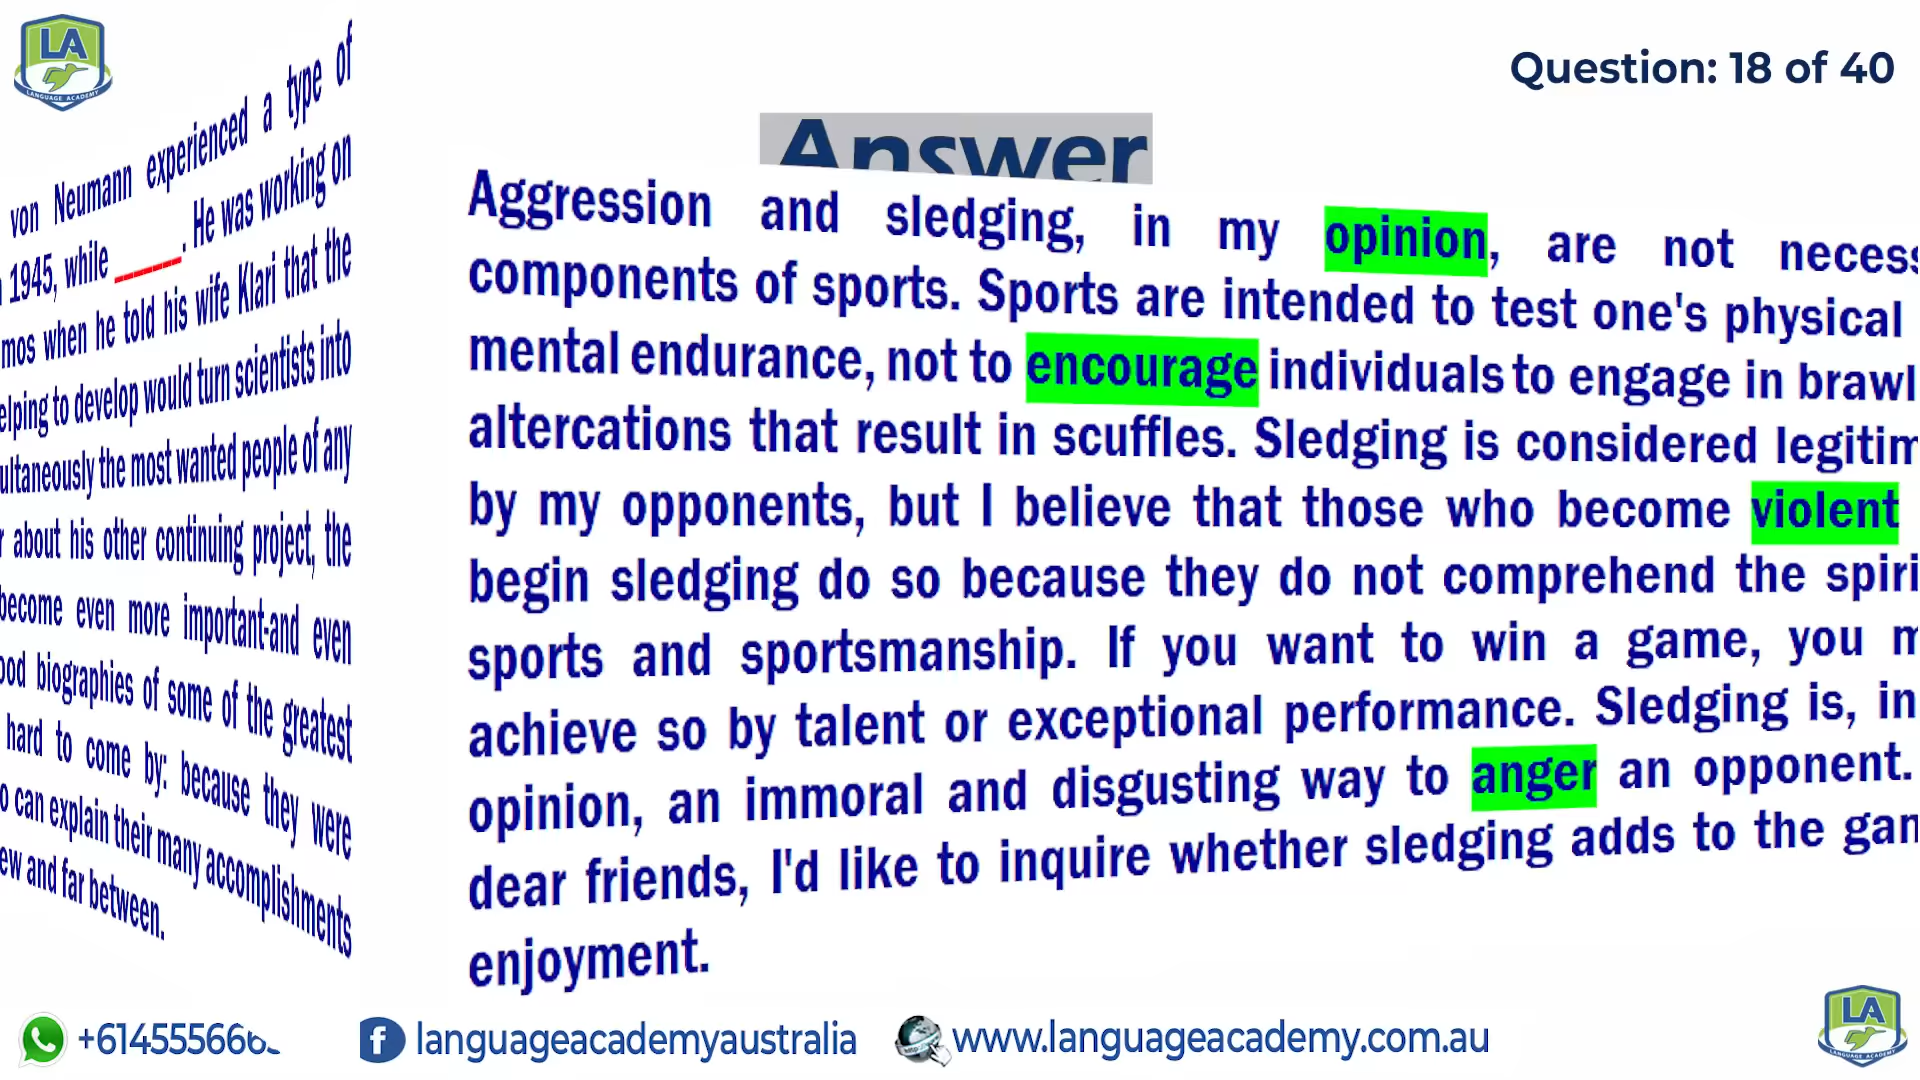 LA
LANGUAGE ACADEMY
Question: 18 of 40
von Neumann experienced a type of
1945, while ______. He was working on
when he told his wife Klari that the
to develop would turn scientists into
the most wanted people of any
about his other continuing project, the
become even more important-and even
biographies of some of the greatest
hard to come by: because they were
can explain their many accomplishments
and far between.
Answer
Aggression and sledging, in my opinion, are not
components of sports. Sports are intended to test one's physical
mental endurance, not to encourage individuals to engage in
altercations that result in scuffles. Sledging is considered
by my opponents, but I believe that those who become violent
begin sledging do so because they do not comprehend the
sports and sportsmanship. If you want to win a game, you
achieve so by talent or exceptional performance. Sledging is, in
opinion, an immoral and disgusting way to anger an opponent.
dear friends, I'd like to inquire whether sledging adds to the
enjoyment.
languageacademyaustralia
www.languageacademy.com.au
LA
LANGUAGE ACADEMY